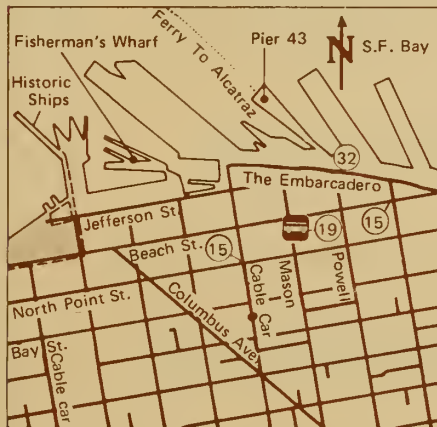 Ferry To Alcatraz
Pier 43
N
S.F. Bay
Fisherman's Wharf
Historic
Ships
32
The Embarcadero
Jefferson St.
19
15
Beach St.
15
Cable Car
Mason
Powell
North Point St.
Columbus Ave.
Bay St.
Cable car